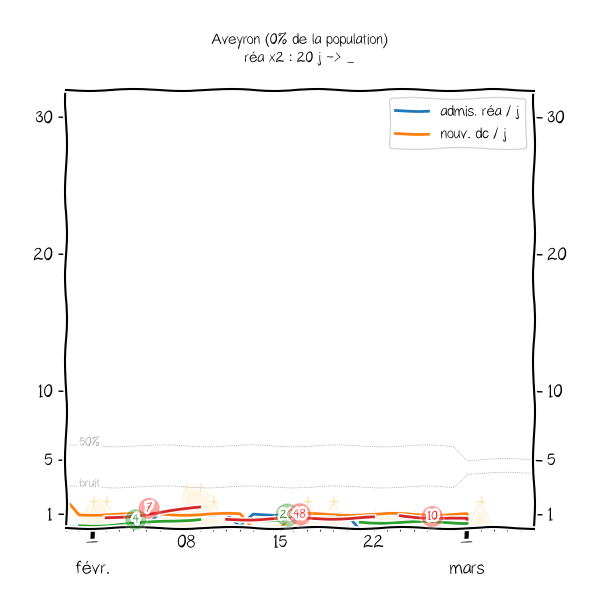 Aveyron (0% de la population)
réa x2 : 20 j -> _
admis. réa / j
nouv. dc / j
30
30
20
20
10
10
50%
5
5
bruit
1
1
7
4
48
10
08
15
22
févr.
mars